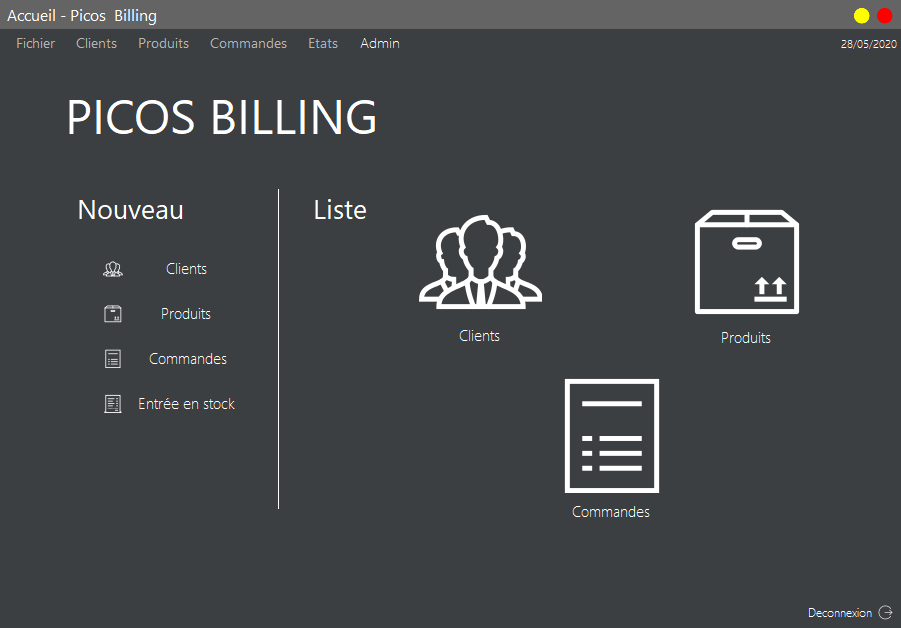 Accueil - Picos  Billing
Fichier Clients Produits Commandes Etats Admin 28/05/2020
PICOS BILLING
Nouveau
Clients
Produits
Commandes
Entrée en stock
Liste
Clients
Produits
Commandes
Deconnexion